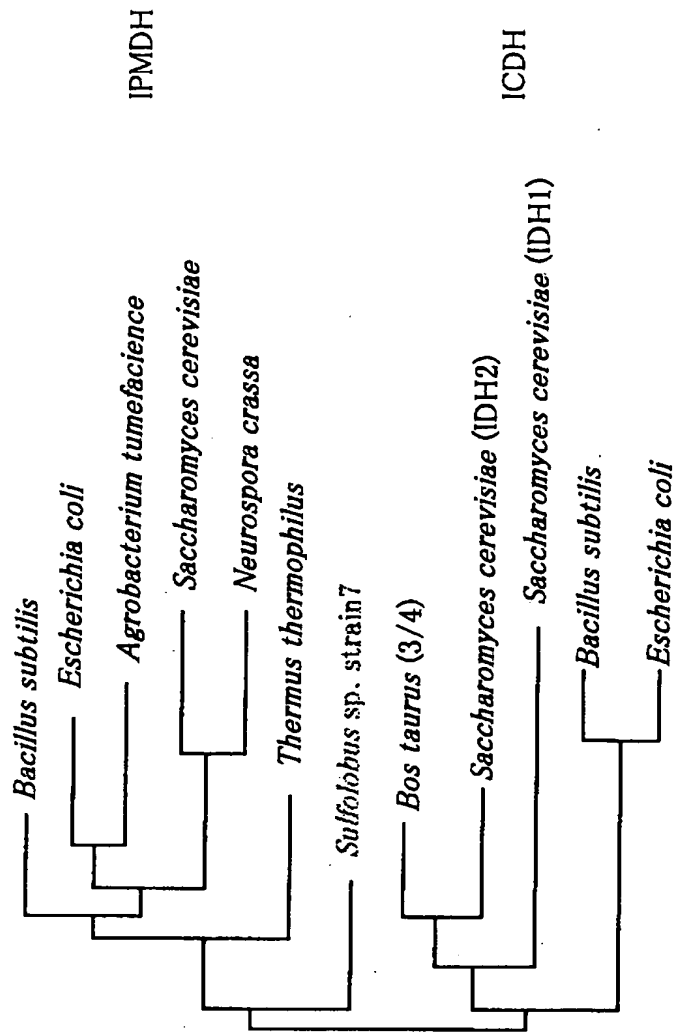 Bacillus subtilis
Escherichia coli
Agrobacterium tumefacience
Saccharomyces cerevisiae
Neurospora crassa
Thermus thermophilus
Sulfolobus sp. strain7
IPMDH
Bos taurus (3/4)
Saccharomyces cerevisiae (IDH2)
Saccharomyces cerevisiae (IDH1)
Bacillus subtilis
Escherichia coli
ICDH